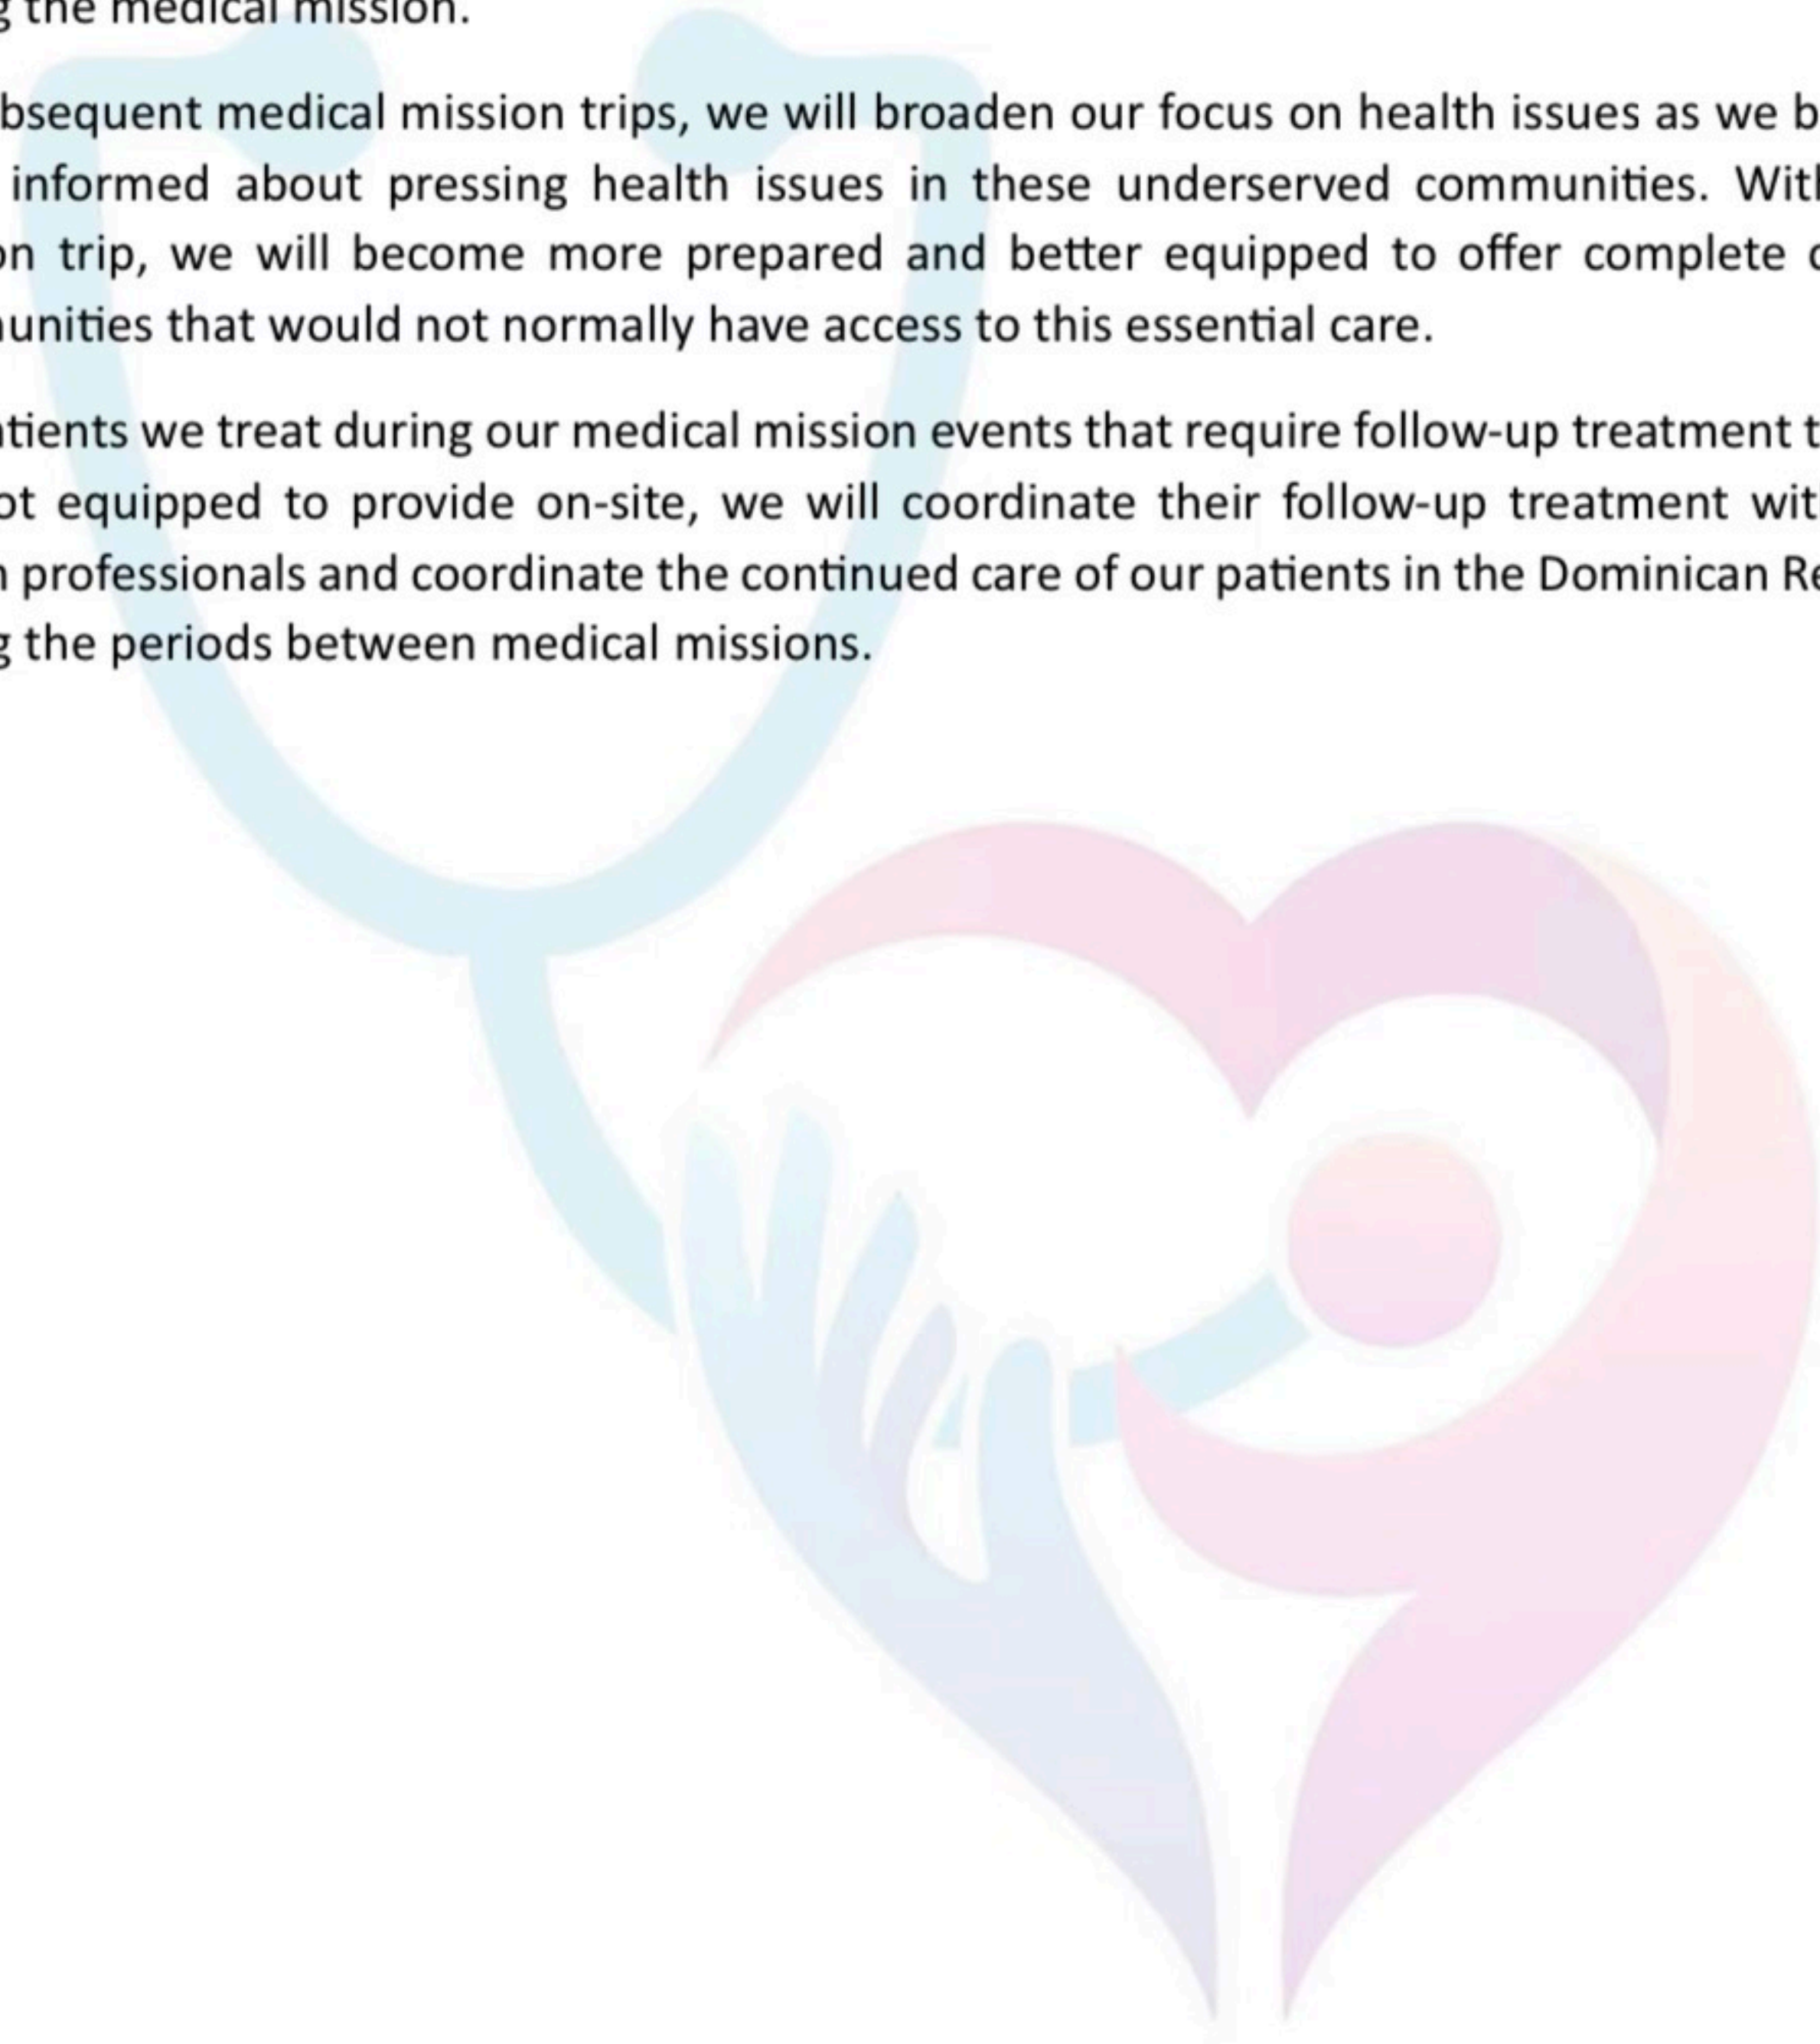 g the medical mission.
bsequent medical mission trips, we will broaden our focus on health issues as we b
informed about pressing health issues in these underserved communities. With
on trip, we will become more prepared and better equipped to offer complete c
unities that would not normally have access to this essential care.
tients we treat during our medical mission events that require follow-up treatment t
ot equipped to provide on-site, we will coordinate their follow-up treatment wit
professionals and coordinate the continued care of our patients in the Dominican Re
g the periods between medical missions.